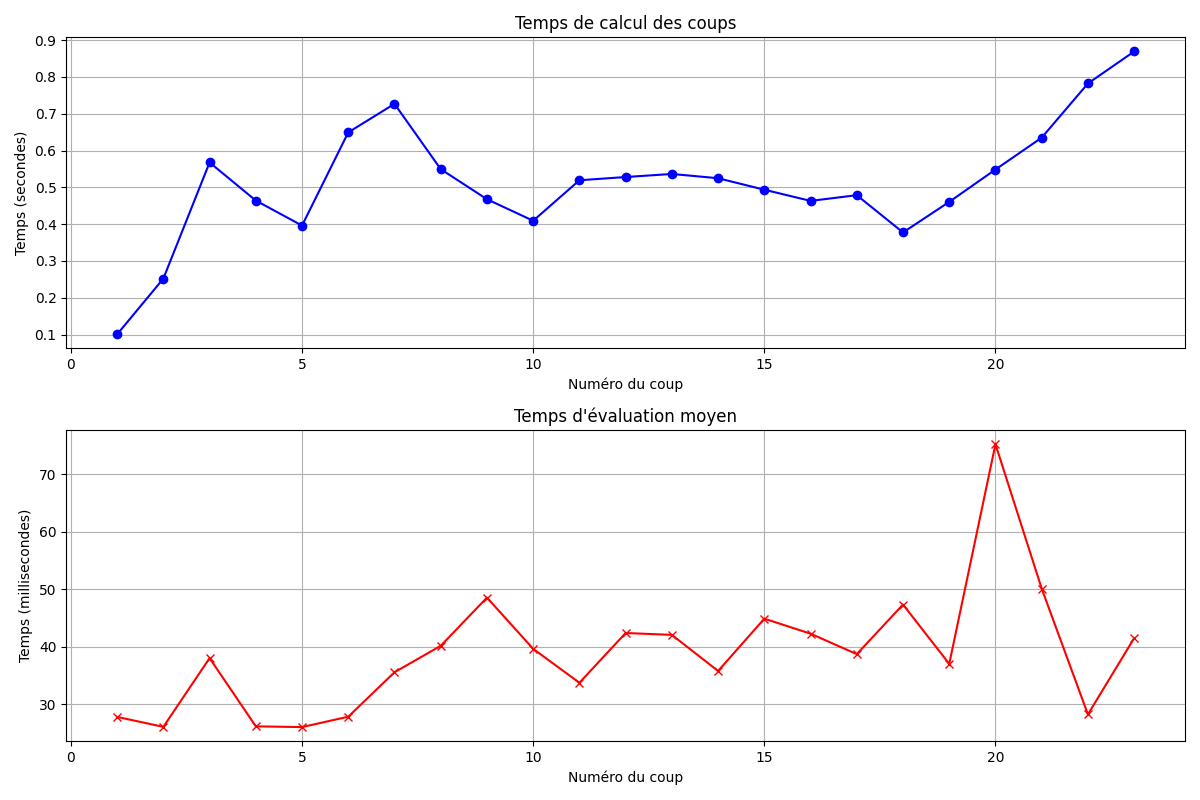 Temps de calcul des coups
Temps (secondes)
0.9
0.8
0.7
0.6
0.5
0.4
0.3
0.2
0.1
0 5 10 15 20
Numéro du coup
Temps d'évaluation moyen
Temps (millisecondes)
70
60
50
40
30
0 5 10 15 20
Numéro du coup